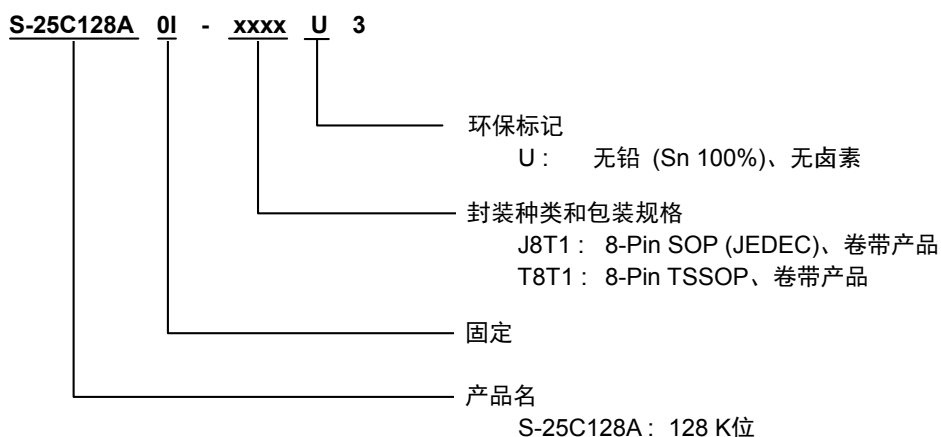 S-25C128A 0I - xxxx U 3
环保标记
U : 无铅 (Sn 100%)、无卤素
封装种类和包装规格
J8T1 : 8-Pin SOP (JEDEC)、卷带产品
T8T1 : 8-Pin TSSOP、卷带产品
固定
产品名
S-25C128A : 128 K位